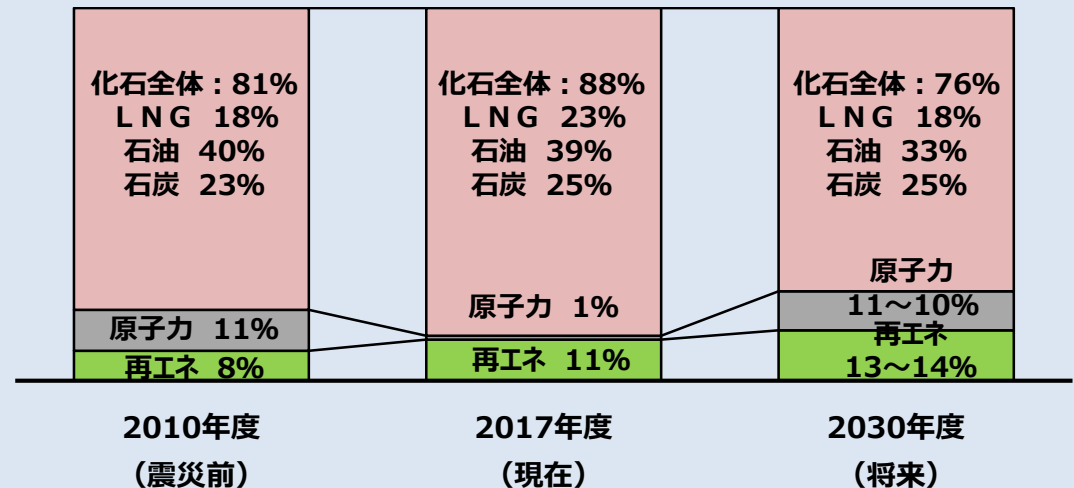 化石全体：81%
ＬＮＧ 18%
石油 40%
石炭 23%
原子力 11%
再エネ 8%
2010年度
（震災前）
化石全体：88%
ＬＮＧ 23%
石油 39%
石炭 25%
原子力 1%
再エネ 11%
2017年度
（現在）
化石全体：76%
ＬＮＧ 18%
石油 33%
石炭 25%
原子力
11～10%
再エネ
13～14%
2030年度
（将来）